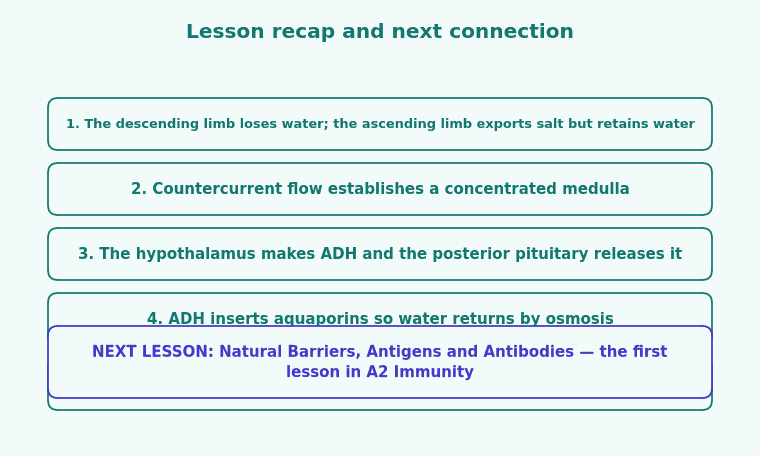 Lesson recap and next connection
1. The descending limb loses water; the ascending limb exports salt but retains water
2. Countercurrent flow establishes a concentrated medulla
3. The hypothalamus makes ADH and the posterior pituitary releases it
4. ADH inserts aquaporins so water returns by osmosis
NEXT LESSON: Natural Barriers, Antigens and Antibodies — the first
lesson in A2 Immunity